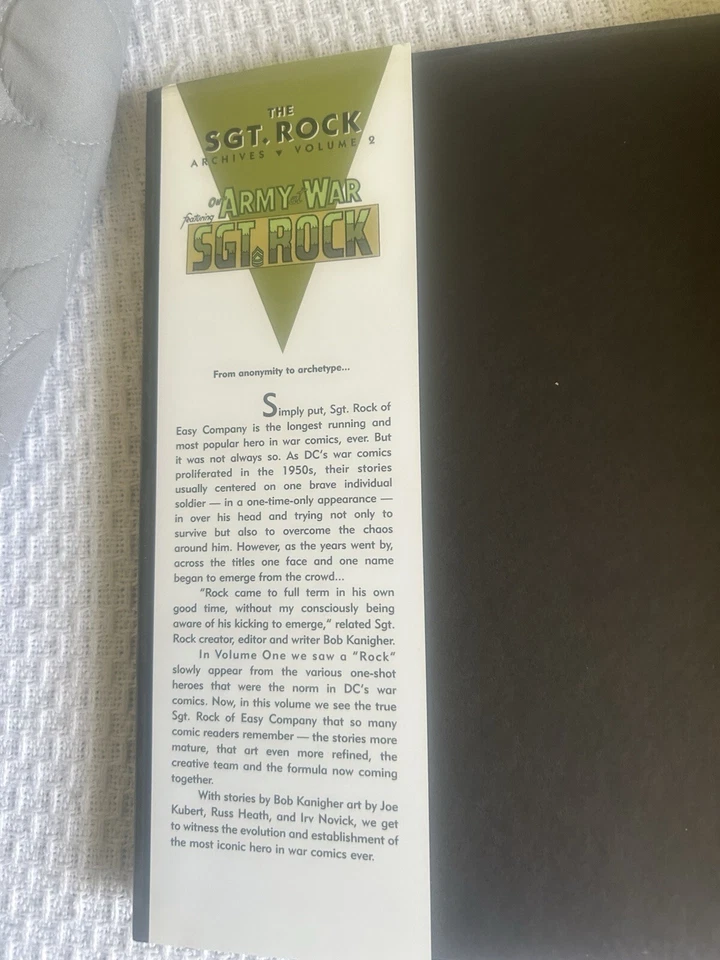 THE
SGT. ROCK
ARCHIVES ▼ VOLUME 2
OUR ARMY at WAR
featuring
SGT. ROCK
From anonymity to archetype...
Simply put, Sgt. Rock of
Easy Company is the longest running and
most popular hero in war comics, ever. But
it was not always so. As DC's war comics
proliferated in the 1950s, their stories
usually centered on one brave individual
soldier — in a one-time-only appearance —
in over his head and trying not only to
survive but also to overcome the chaos
around him. However, as the years went by,
across the titles one face and one name
began to emerge from the crowd...
"Rock came to full term in his own
good time, without my consciously being
aware of his kicking to emerge," related Sgt.
Rock creator, editor and writer Bob Kanigher.
In Volume One we saw a "Rock"
slowly appear from the various one-shot
heroes that were the norm in DC's war
comics. Now, in this volume we see the true
Sgt. Rock of Easy Company that so many
comic readers remember — the stories more
mature, that art even more refined, the
creative team and the formula now coming
together.
With stories by Bob Kanigher art by Joe
Kubert, Russ Heath, and Irv Novick, we get
to witness the evolution and establishment of
the most iconic hero in war comics ever.